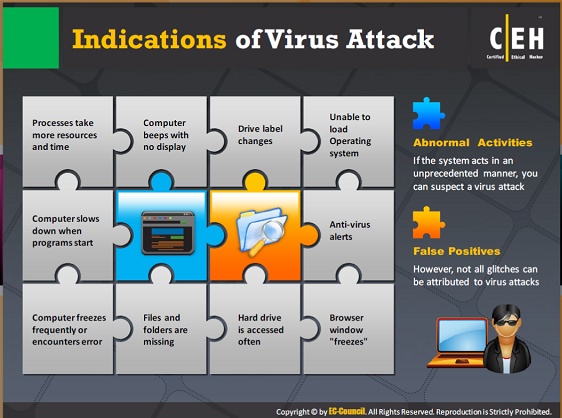 Indications of Virus Attack
CEH
Certified Ethical Hacker
Processes take
more resources
and time
Computer
beeps with
no display
Drive label
changes
Unable to
load
Operating
system
Computer slows
down when
programs start
Anti-virus
alerts
Computer freezes
frequently or
encounters error
Files and
folders are
missing
Hard drive
is accessed
often
Browser
window
"freezes"
Abnormal Activities
If the system acts in an
unprecedented manner, you
can suspect a virus attack
False Positives
However, not all glitches can
be attributed to virus attacks
Copyright © by EC-Council. All Rights Reserved. Reproduction is Strictly Prohibited.